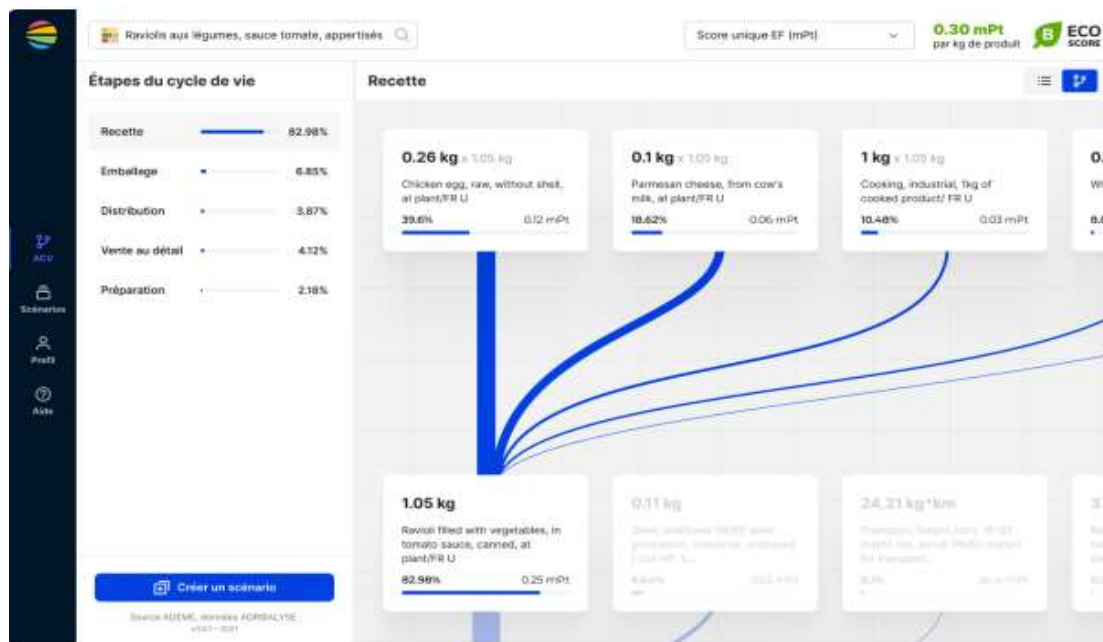 Raviolis aux légumes, sauce tomate, appertisés
Score unique EF (mPt)
0.30 mPt
par kg de produit
B
ECO
SCORE
Étapes du cycle de vie
Recette
Recette 82.98%
Emballage 6.85%
Distribution 3.87%
Vente au détail 4.12%
Préparation 2.18%
ACV
Scénarios
Profil
Aide
0.26 kg x 1.05 kg
Chicken egg, raw, without shell,
at plant/FR U
39.6% 0.12 mPt
0.1 kg x 1.05 kg
Parmesan cheese, from cow's
milk, at plant/FR U
18.62% 0.06 mPt
1 kg x 1.05 kg
Cooking, industrial, 1kg of
cooked product/ FR U
10.48% 0.03 mPt
1.05 kg
Ravioli filled with vegetables, in
tomato sauce, canned, at
plant/FR U
82.98% 0.25 mPt
0.11 kg
24,21 kg*km
Créer un scénario
Source ADEME, données AGRIBALYSE